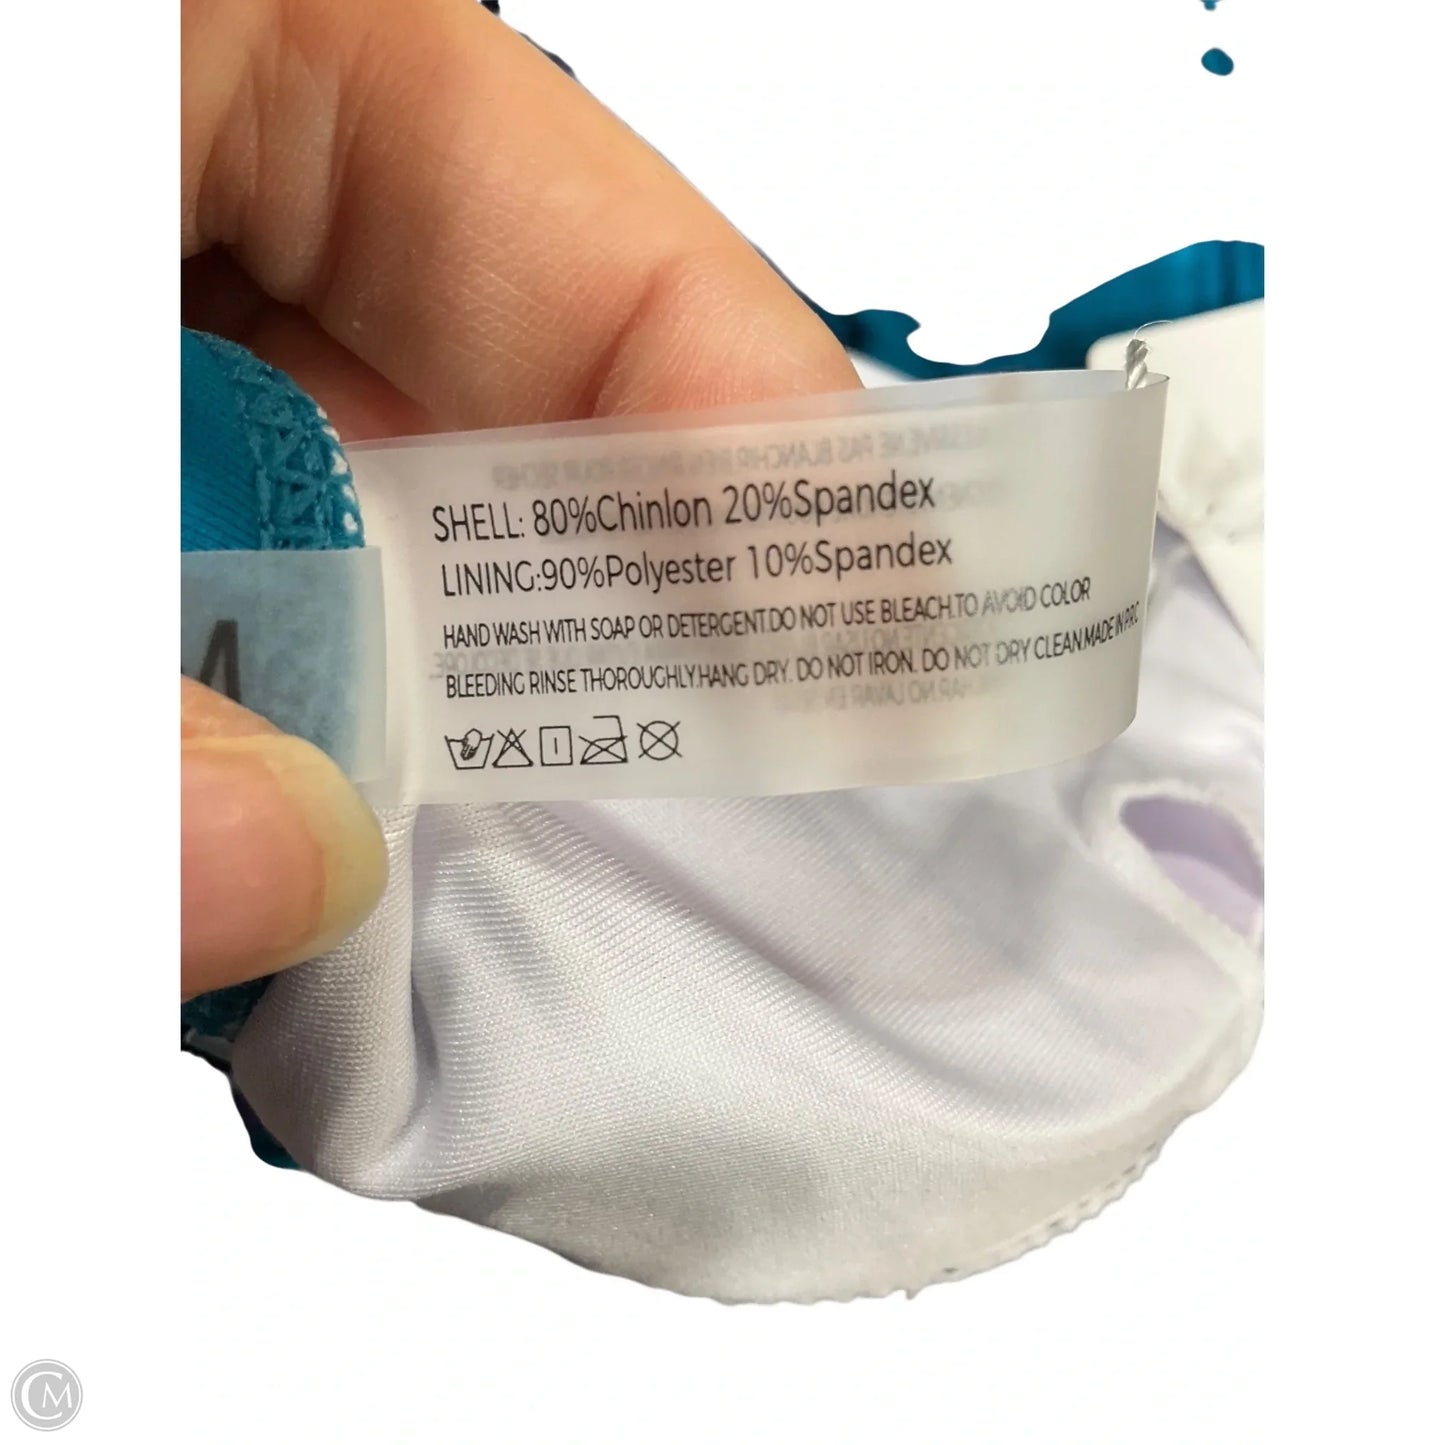 SHELL: 80%Chinlon 20%Spandex
LINING:90%Polyester 10%Spandex
HAND WASH WITH SOAP OR DETERGENT.DO NOT USE BLEACH.TO AVOID COLOR
BLEEDING RINSE THOROUGHLY.HANG DRY. DO NOT IRON. DO NOT DRY CLEAN.MADE IN P.R.C
M
CM